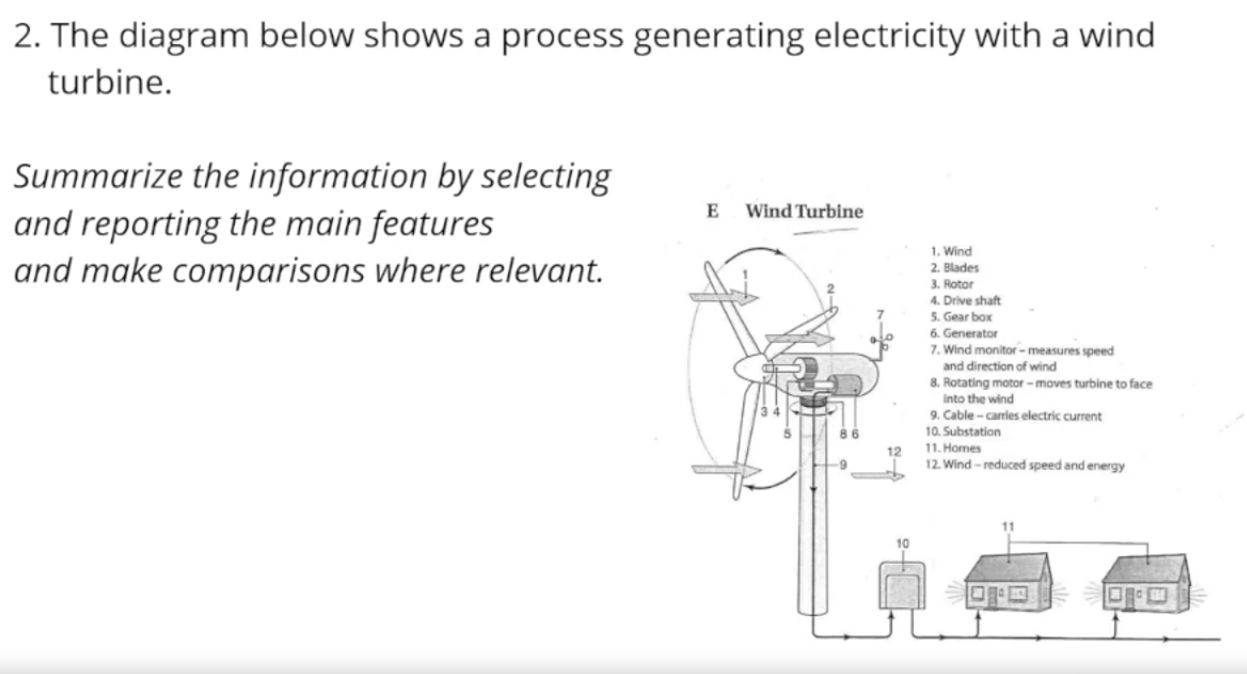 2. The diagram below shows a process generating electricity with a wind
turbine.
Summarize the information by selecting
and reporting the main features
and make comparisons where relevant.
E Wind Turbine
1. Wind
2. Blades
3. Rotor
4. Drive shaft
5. Gear box
6. Generator
7. Wind monitor – measures speed
and direction of wind
8. Rotating motor – moves turbine to face
into the wind
9. Cable – carries electric current
10. Substation
11. Homes
12. Wind – reduced speed and energy
1
2
7
3 4
5
8 6
9
12
10
11